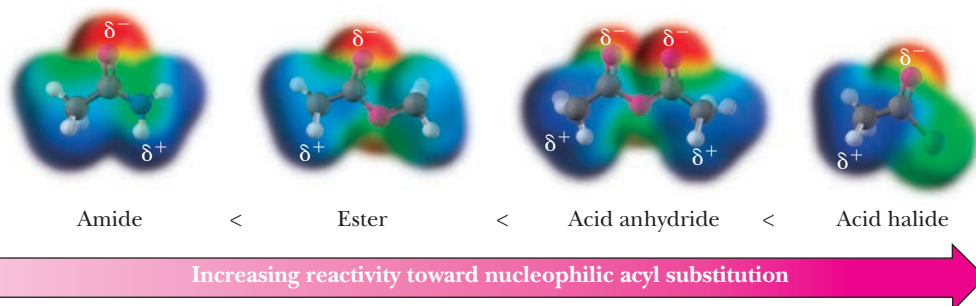 δ− δ− δ− δ− δ−
δ+ δ+ δ+ δ+ δ+
Amide < Ester < Acid anhydride < Acid halide
Increasing reactivity toward nucleophilic acyl substitution